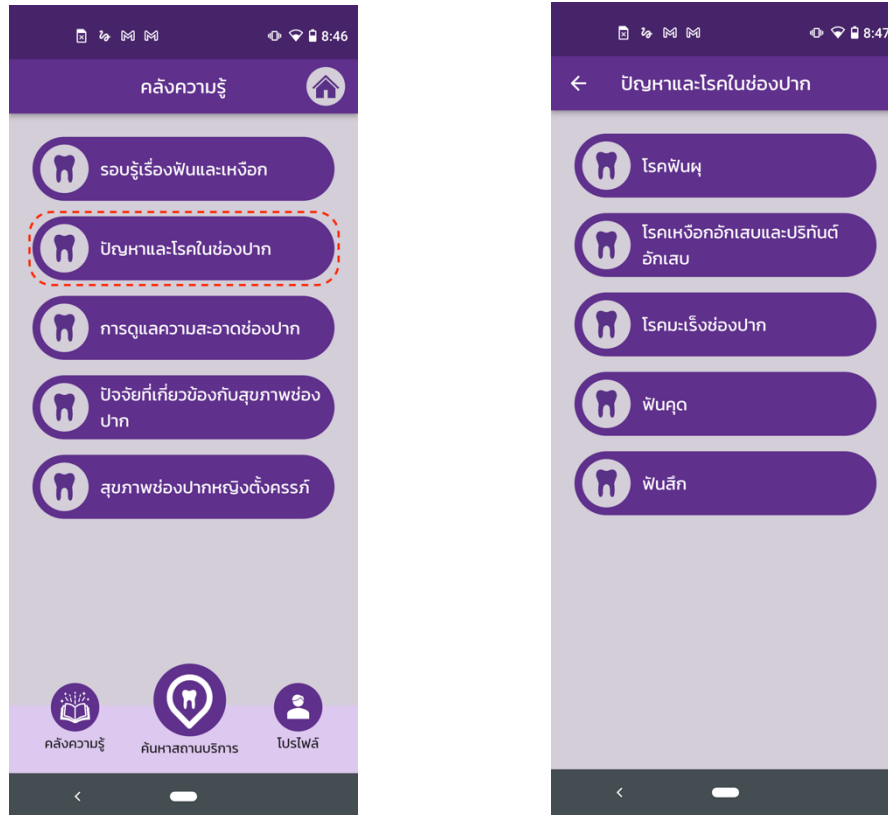 8:46
คลังความรู้
รอบรู้เรื่องฟันและเหงือก
ปัญหาและโรคในช่องปาก
การดูแลความสะอาดช่องปาก
ปัจจัยที่เกี่ยวข้องกับสุขภาพช่อง
ปาก
สุขภาพช่องปากหญิงตั้งครรภ์
คลังความรู้
ค้นหาสถานบริการ
โปรไฟล์
8:47
ปัญหาและโรคในช่องปาก
โรคฟันผุ
โรคเหงือกอักเสบและปริทันต์
อักเสบ
โรคมะเร็งช่องปาก
ฟันคุด
ฟันสึก